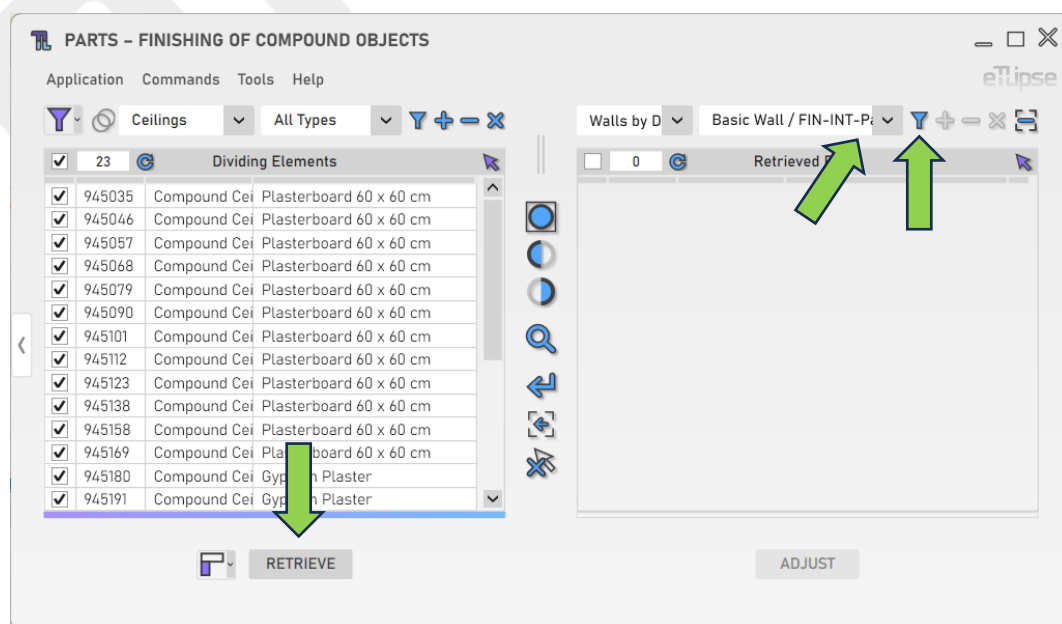 PARTS – FINISHING OF COMPOUND OBJECTS
Application Commands Tools Help
eTLipse
Ceilings All Types Walls by D Basic Wall / FIN-INT-Pa
23 Dividing Elements 0 Retrieved
945035 Compound Cei Plasterboard 60 x 60 cm
945046 Compound Cei Plasterboard 60 x 60 cm
945057 Compound Cei Plasterboard 60 x 60 cm
945068 Compound Cei Plasterboard 60 x 60 cm
945079 Compound Cei Plasterboard 60 x 60 cm
945090 Compound Cei Plasterboard 60 x 60 cm
945101 Compound Cei Plasterboard 60 x 60 cm
945112 Compound Cei Plasterboard 60 x 60 cm
945123 Compound Cei Plasterboard 60 x 60 cm
945138 Compound Cei Plasterboard 60 x 60 cm
945158 Compound Cei Plasterboard 60 x 60 cm
945169 Compound Cei Plasterboard 60 x 60 cm
945180 Compound Cei Plaster
945191 Compound Cei Plaster
RETRIEVE ADJUST